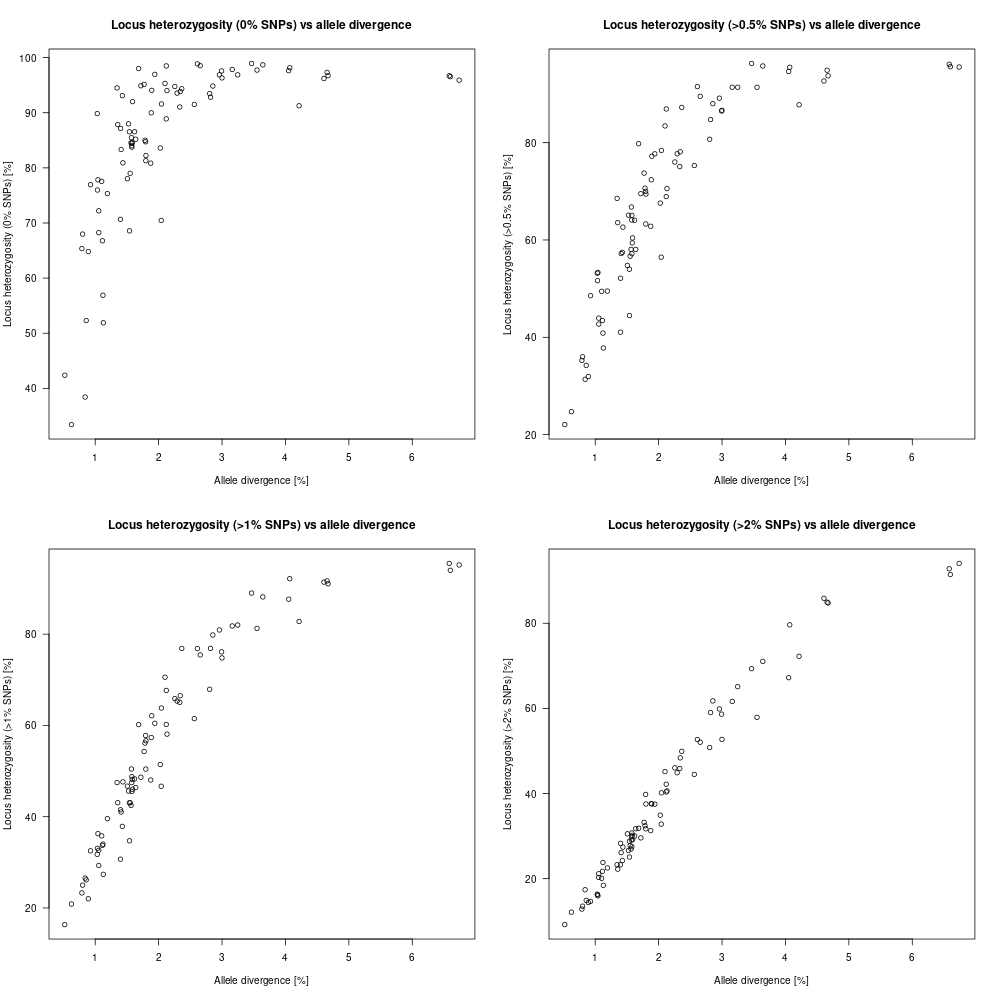 Locus heterozygosity (0% SNPs) vs allele divergence
Locus heterozygosity (0% SNPs) [%]
100
90
80
70
60
50
40
1 2 3 4 5 6
Allele divergence [%]
Locus heterozygosity (>0.5% SNPs) vs allele divergence
Locus heterozygosity (>0.5% SNPs) [%]
80
60
40
20
1 2 3 4 5 6
Allele divergence [%]
Locus heterozygosity (>1% SNPs) vs allele divergence
Locus heterozygosity (>1% SNPs) [%]
80
60
40
20
1 2 3 4 5 6
Allele divergence [%]
Locus heterozygosity (>2% SNPs) vs allele divergence
Locus heterozygosity (>2% SNPs) [%]
80
60
40
20
1 2 3 4 5 6
Allele divergence [%]